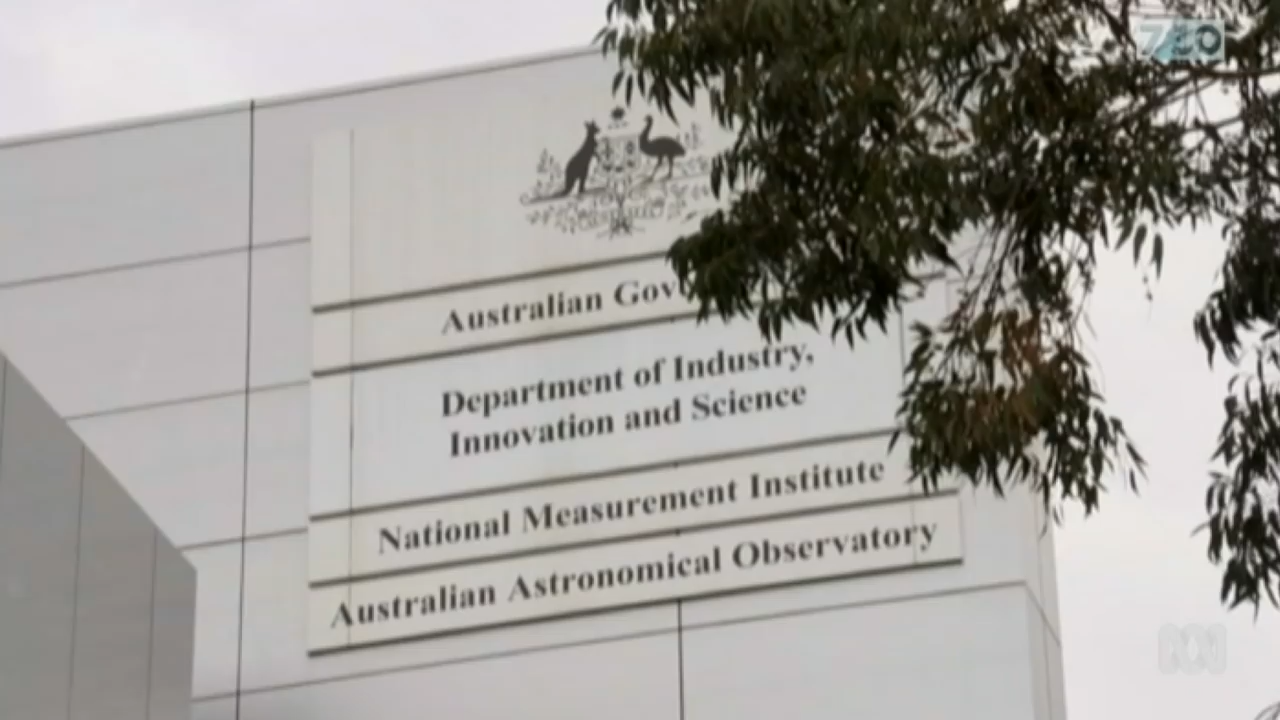 7.30
Australian Gov
Department of Industry,
Innovation and Science
National Measurement Institute
Australian Astronomical Observatory